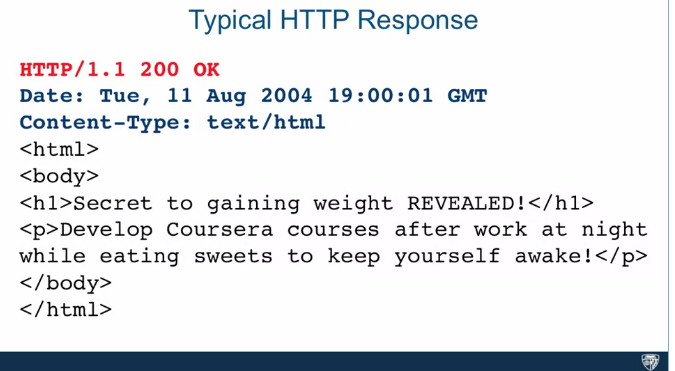 Typical HTTP Response
HTTP/1.1 200 OK
Date: Tue, 11 Aug 2004 19:00:01 GMT
Content-Type: text/html
<html>
<body>
<h1>Secret to gaining weight REVEALED!</h1>
<p>Develop Coursera courses after work at night
while eating sweets to keep yourself awake!</p>
</body>
</html>